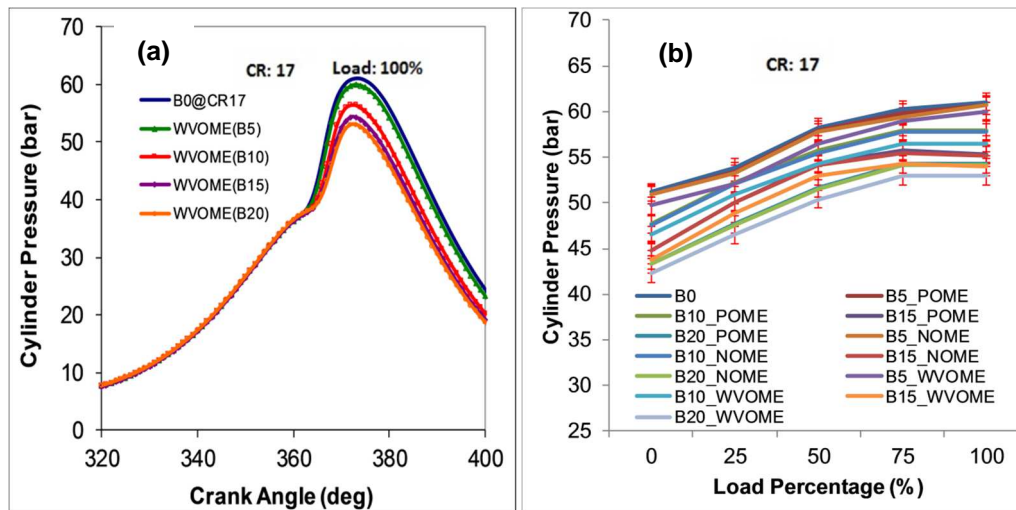 (a)
CR: 17 Load: 100%
B0@CR17
WVOME(B5)
WVOME(B10)
WVOME(B15)
WVOME(B20)
Cylinder Pressure (bar)
70
60
50
40
30
20
10
0
320 340 360 380 400
Crank Angle (deg)
(b)
CR: 17
Cylinder Pressure (bar)
70
65
60
55
50
45
40
35
30
25
B0 B5_POME
B10_POME B15_POME
B20_POME B5_NOME
B10_NOME B15_NOME
B20_NOME B5_WVOME
B10_WVOME B15_WVOME
B20_WVOME
0 25 50 75 100
Load Percentage (%)